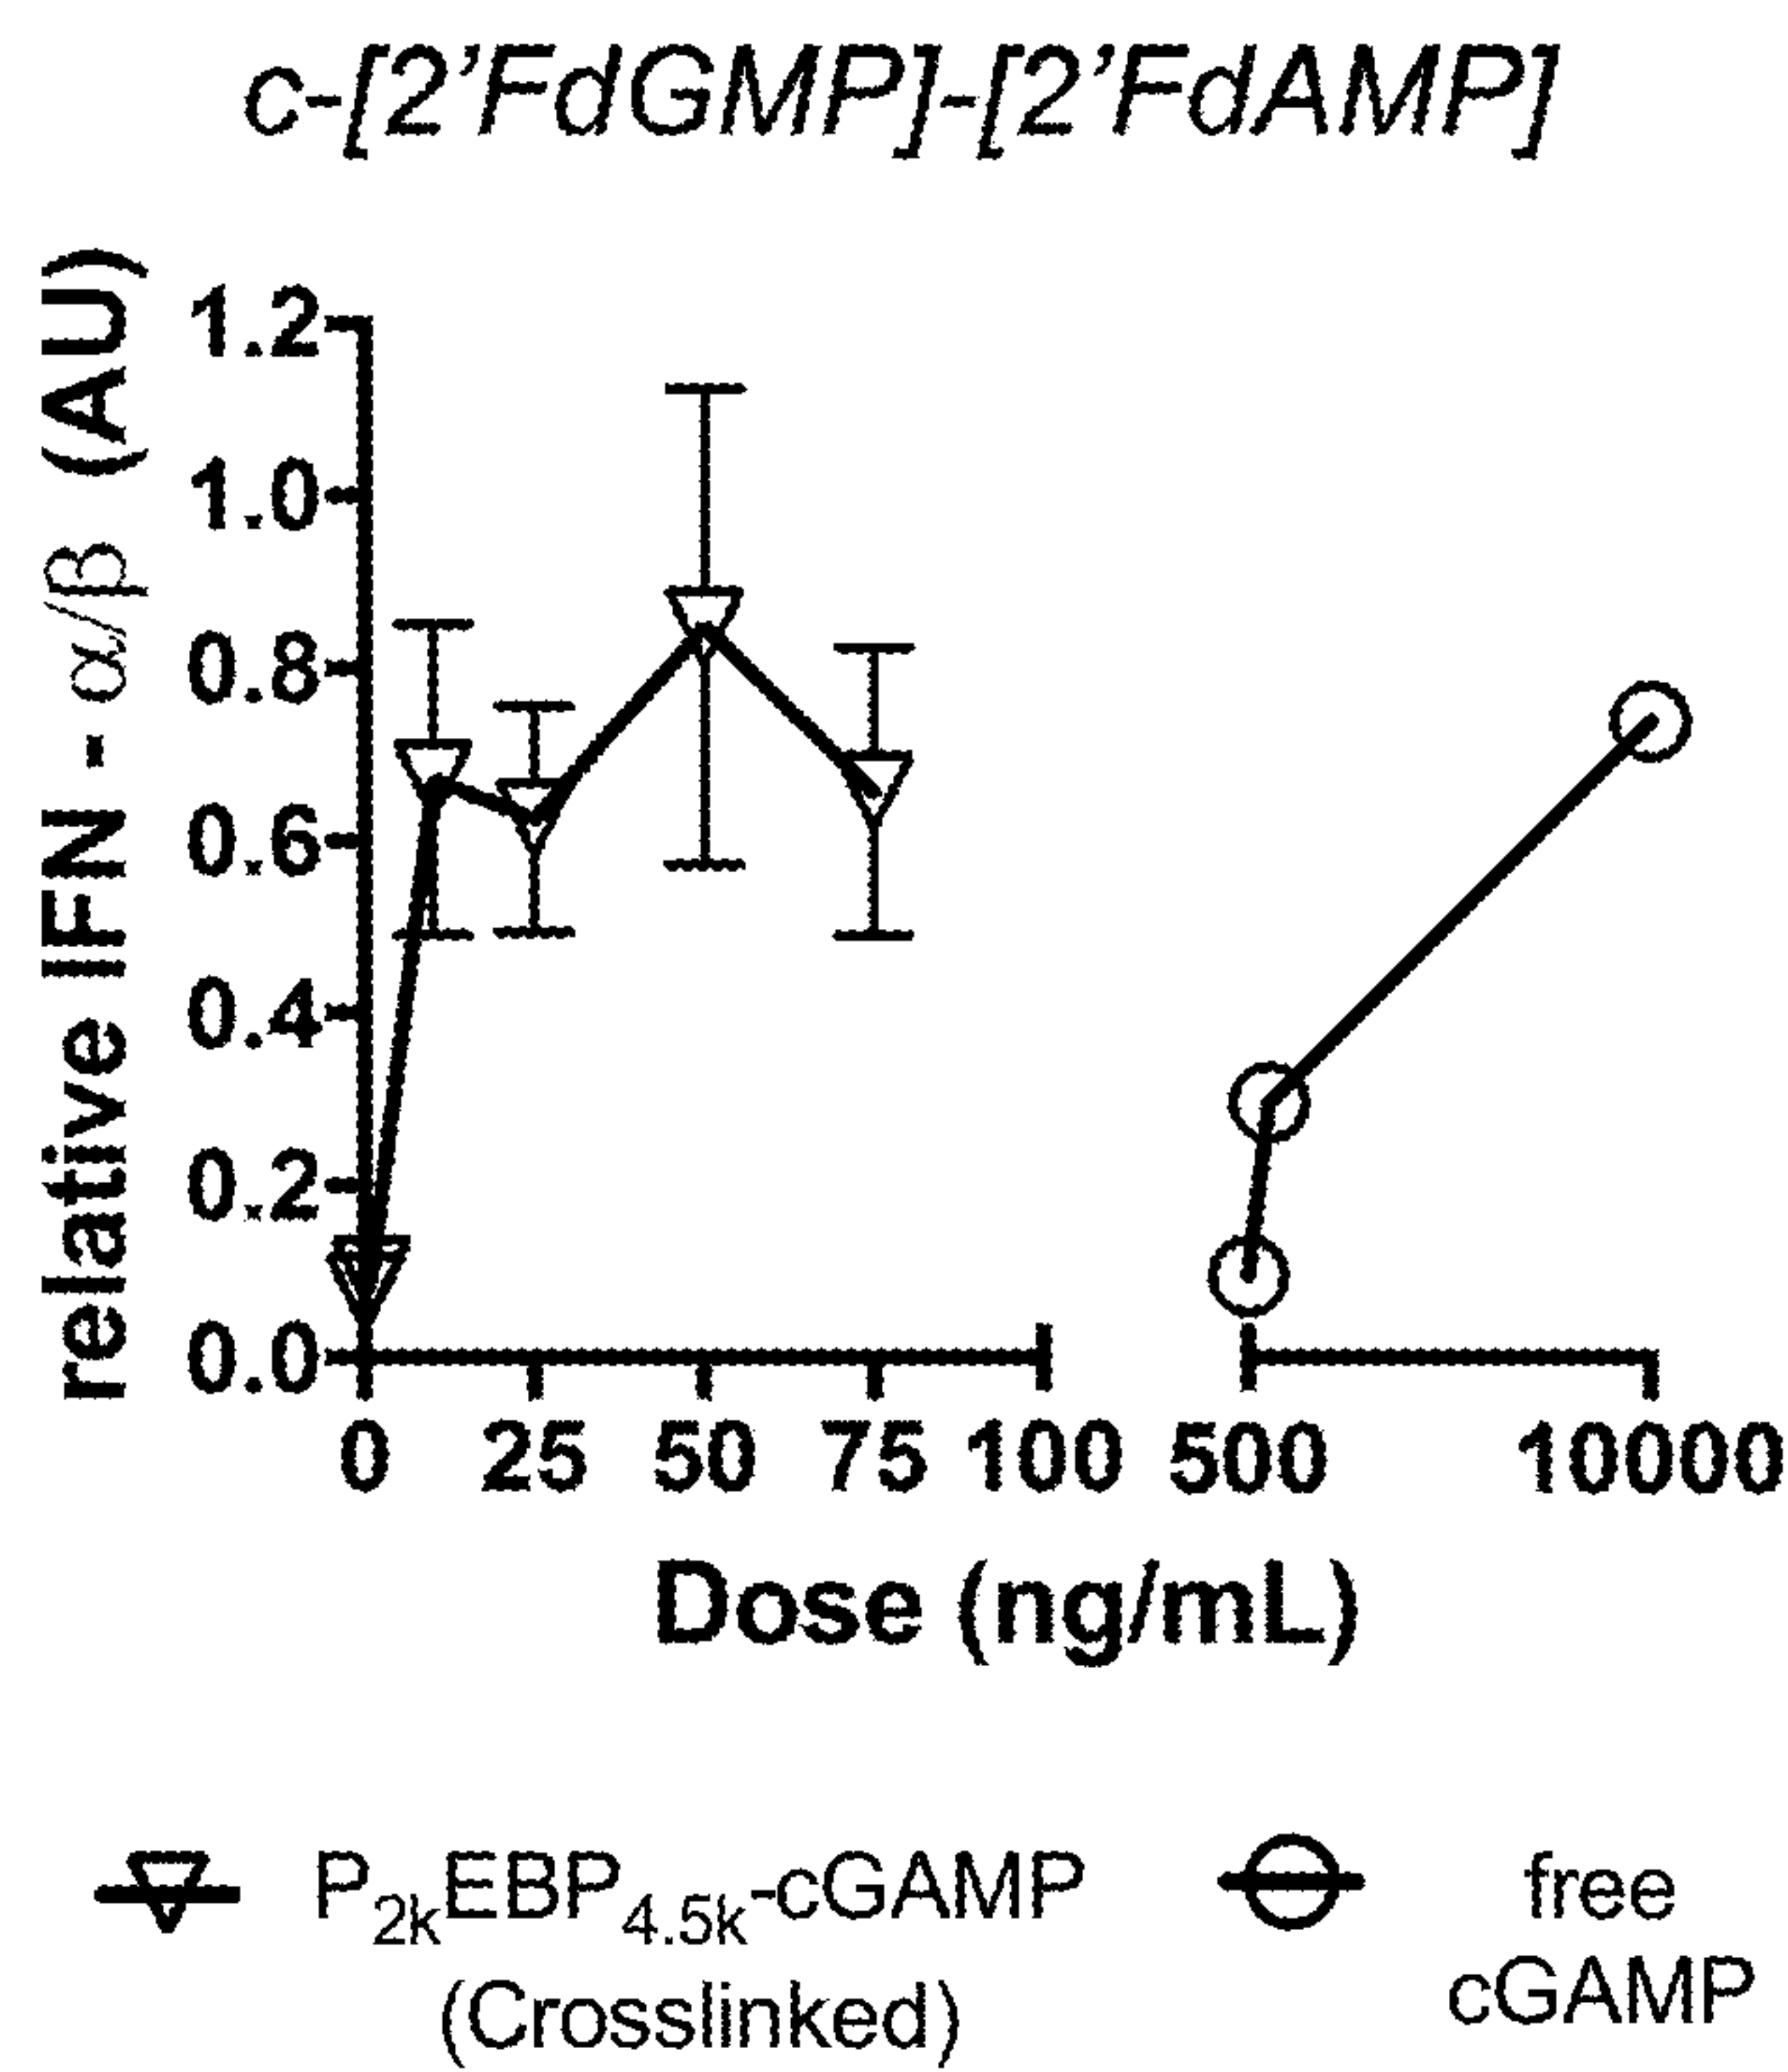 c-[2'FdGMP]-[2'FdAMP]
relative IFN - α/β (AU)
1.2
1.0
0.8
0.6
0.4
0.2
0.0
0 25 50 75 100 500 10000
Dose (ng/mL)
P2kEBP4.5k-cGAMP
(Crosslinked)
free
cGAMP